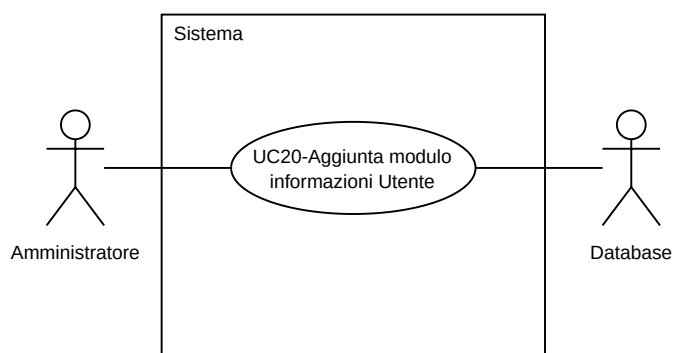 Sistema
UC20-Aggiunta modulo
informazioni Utente
Amministratore
Database